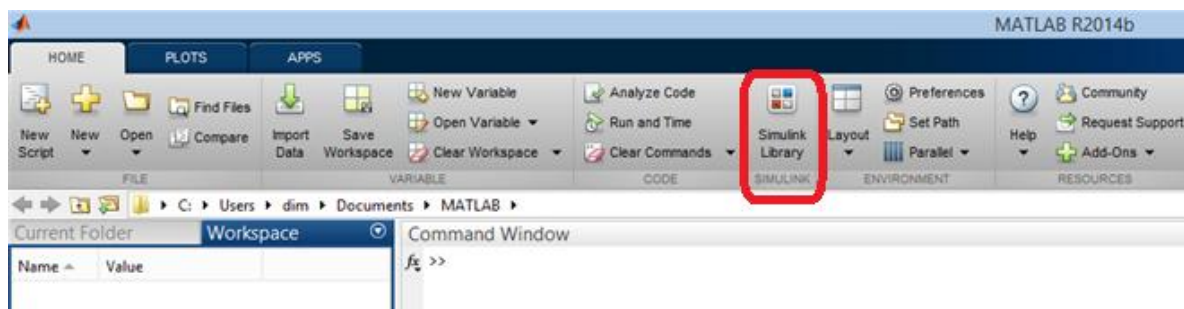 MATLAB R2014b
HOME PLOTS APPS
New Script
New
Open
Find Files
Compare
FILE
Import Data
Save Workspace
New Variable
Open Variable
Clear Workspace
VARIABLE
Analyze Code
Run and Time
Clear Commands
CODE
Simulink Library
SIMULINK
Layout
Preferences
Set Path
Parallel
ENVIRONMENT
Help
Community
Request Support
Add-Ons
RESOURCES
C: Users dim Documents MATLAB
Current Folder Workspace
Name Value
Command Window
fx >>